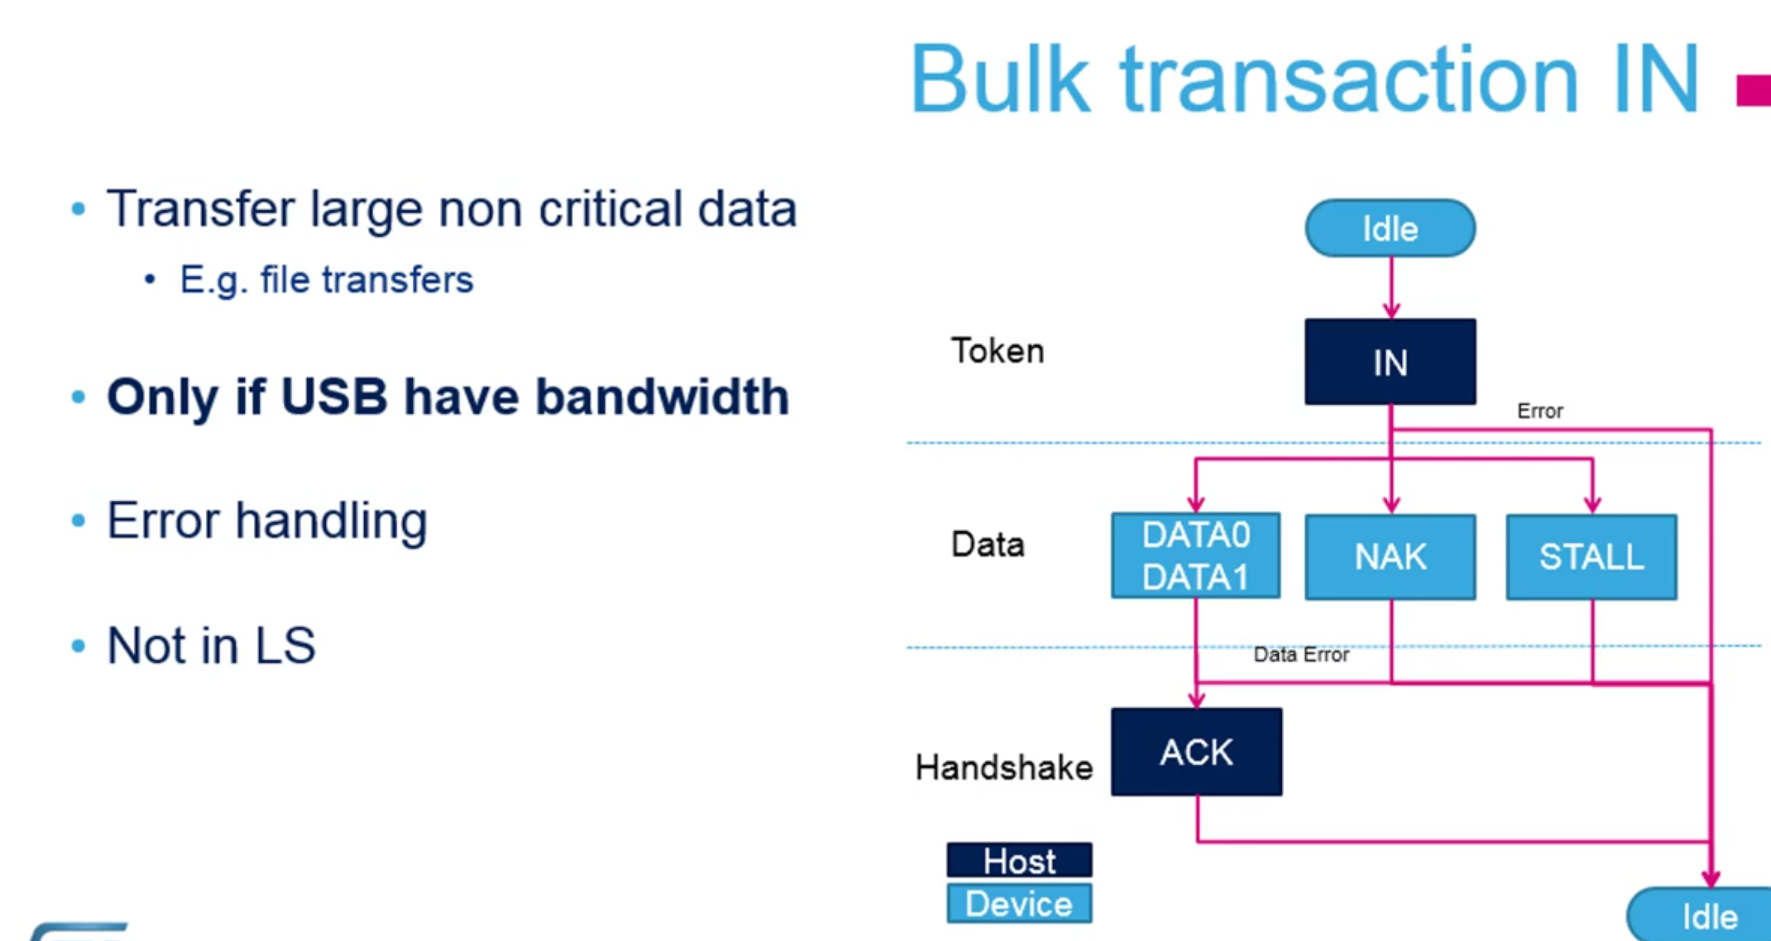 Bulk transaction IN
• Transfer large non critical data
• E.g. file transfers
• Only if USB have bandwidth
• Error handling
• Not in LS
Idle
Token
IN
Error
Data
DATA0
DATA1
NAK
STALL
Data Error
Handshake
ACK
Host
Device
Idle